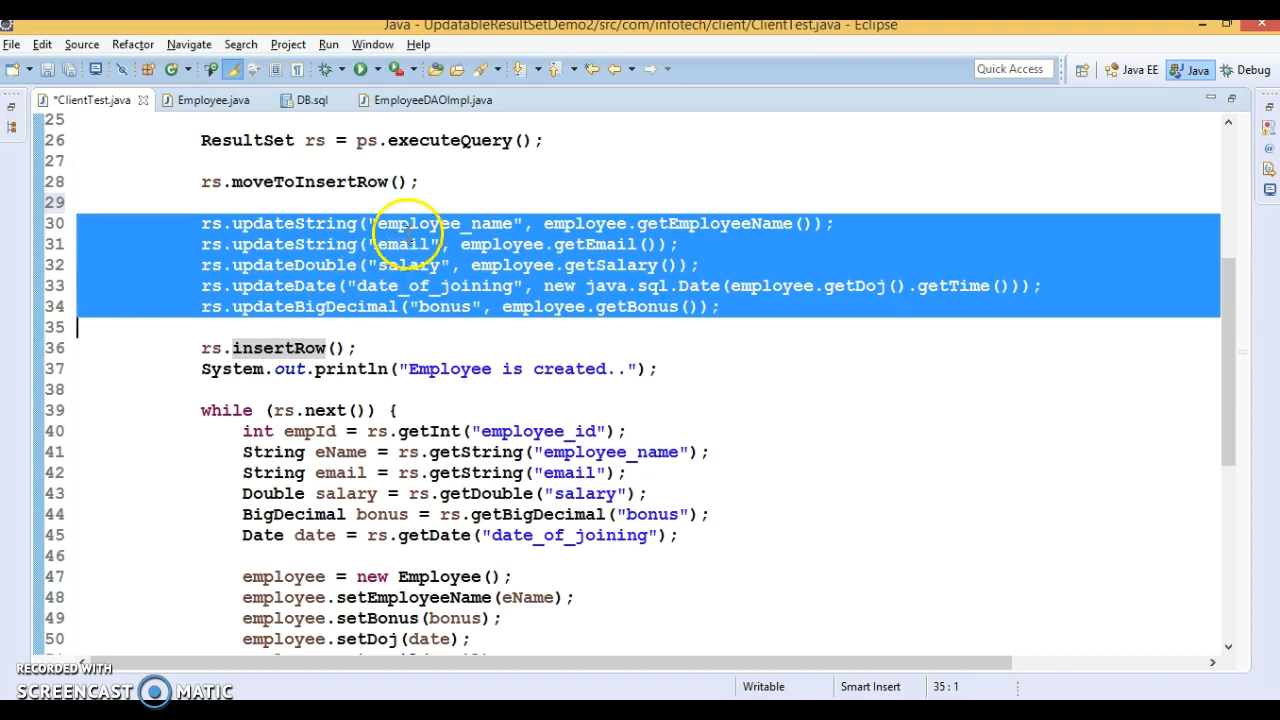 Java - UpdatableResultSetDemo2/src/com/infotech/client/ClientTest.java - Eclipse
File Edit Source Refactor Navigate Search Project Run Window Help
Quick Access Java EE Java Debug
*ClientTest.java Employee.java DB.sql EmployeeDAOImpl.java
25
26 ResultSet rs = ps.executeQuery();
27
28 rs.moveToInsertRow();
29
30 rs.updateString("employee_name", employee.getEmployeeName());
31 rs.updateString("email", employee.getEmail());
32 rs.updateDouble("salary", employee.getSalary());
33 rs.updateDate("date_of_joining", new java.sql.Date(employee.getDoj().getTime()));
34 rs.updateBigDecimal("bonus", employee.getBonus());
35
36 rs.insertRow();
37 System.out.println("Employee is created..");
38
39 while (rs.next()) {
40 int empId = rs.getInt("employee_id");
41 String eName = rs.getString("employee_name");
42 String email = rs.getString("email");
43 Double salary = rs.getDouble("salary");
44 BigDecimal bonus = rs.getBigDecimal("bonus");
45 Date date = rs.getDate("date_of_joining");
46
47 employee = new Employee();
48 employee.setEmployeeName(eName);
49 employee.setBonus(bonus);
50 employee.setDoj(date);
RECORDED WITH
SCREENCAST MATIC
Writable Smart Insert 35 : 1